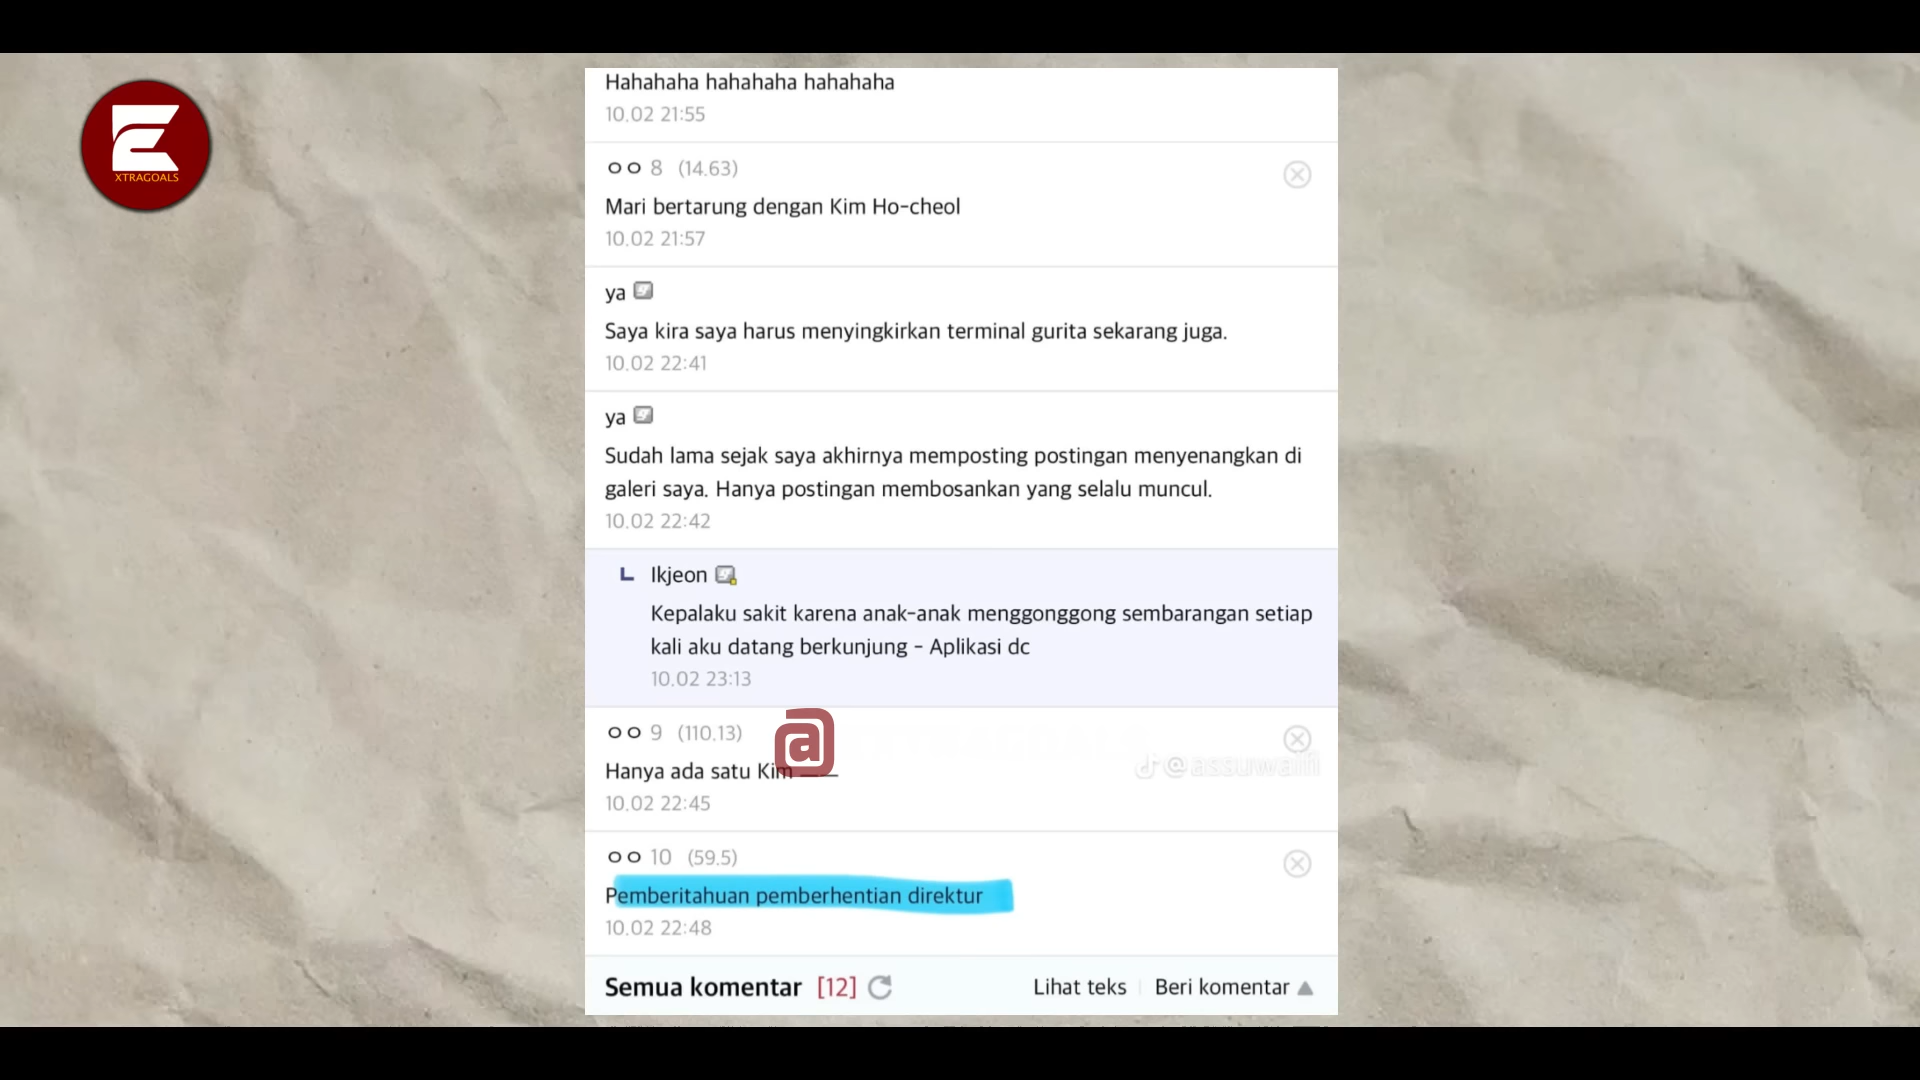 XTRAGOALS
Hahahaha hahahaha hahahaha
10.02 21:55
ㅇㅇ 8 (14.63)
Mari bertarung dengan Kim Ho-cheol
10.02 21:57
ya
Saya kira saya harus menyingkirkan terminal gurita sekarang juga.
10.02 22:41
ya
Sudah lama sejak saya akhirnya memposting postingan menyenangkan di
galeri saya. Hanya postingan membosankan yang selalu muncul.
10.02 22:42
Ikjeon
Kepalaku sakit karena anak-anak menggonggong sembarangan setiap
kali aku datang berkunjung - Aplikasi dc
10.02 23:13
ㅇㅇ 9 (110.13)
@assuwaifi
Hanya ada satu Kim
10.02 22:45
ㅇㅇ 10 (59.5)
Pemberitahuan pemberhentian direktur
10.02 22:48
Semua komentar [12] Lihat teks Beri komentar ▲